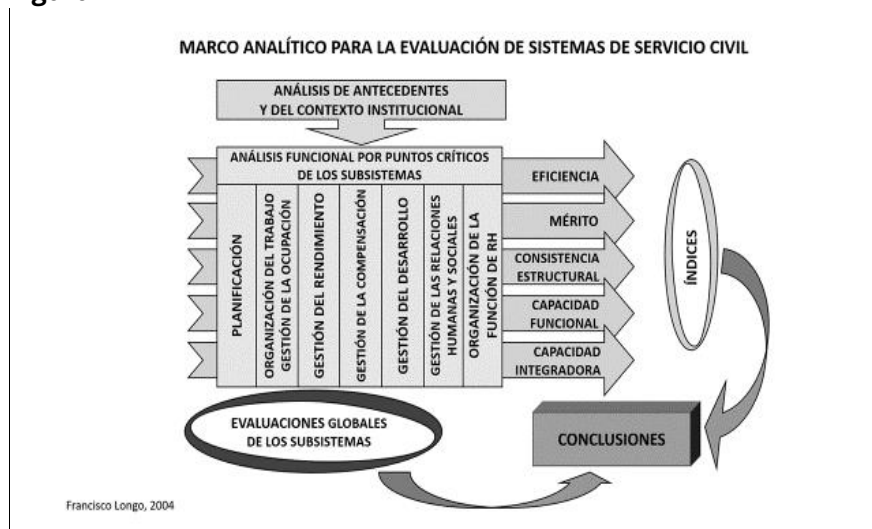 MARCO ANALÍTICO PARA LA EVALUACIÓN DE SISTEMAS DE SERVICIO CIVIL
ANÁLISIS DE ANTECEDENTES
Y DEL CONTEXTO INSTITUCIONAL
ANÁLISIS FUNCIONAL POR PUNTOS CRÍTICOS
DE LOS SUBSISTEMAS
PLANIFICACIÓN
ORGANIZACIÓN DEL TRABAJO
GESTIÓN DE LA OCUPACIÓN
GESTIÓN DEL RENDIMIENTO
GESTIÓN DE LA COMPENSACIÓN
GESTIÓN DEL DESARROLLO
GESTIÓN DE LAS RELACIONES
HUMANAS Y SOCIALES
ORGANIZACIÓN DE LA
FUNCIÓN DE RH
EFICIENCIA
MÉRITO
CONSISTENCIA
ESTRUCTURAL
CAPACIDAD
FUNCIONAL
CAPACIDAD
INTEGRADORA
ÍNDICES
EVALUACIONES GLOBALES
DE LOS SUBSISTEMAS
CONCLUSIONES
Francisco Longo, 2004